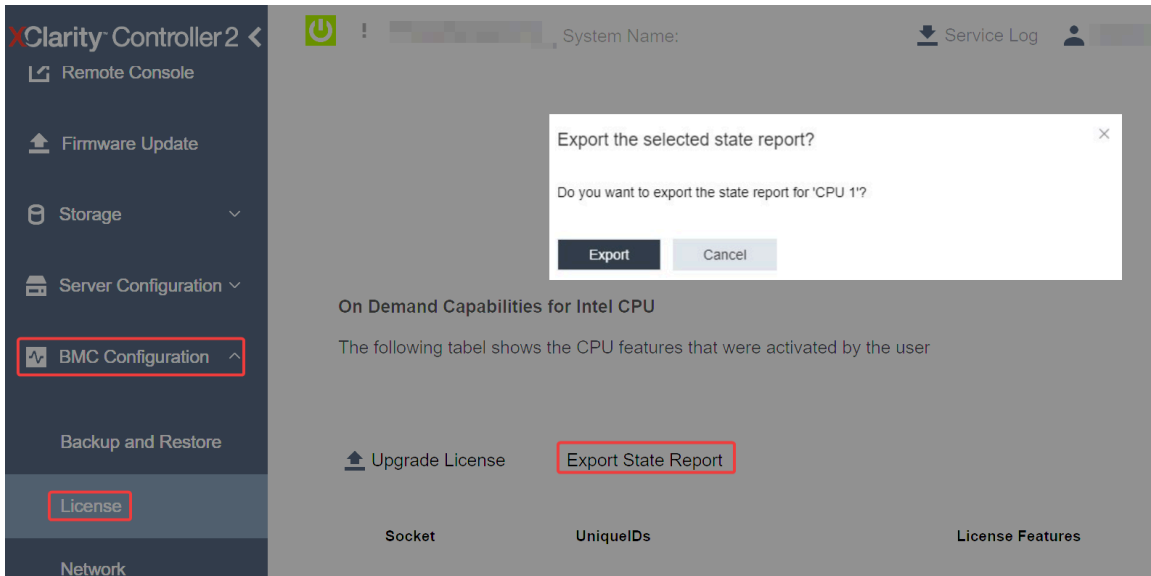 XClarity Controller 2
Remote Console
Firmware Update
Storage
Server Configuration
BMC Configuration
Backup and Restore
License
Network
! System Name:
Service Log
Export the selected state report?
Do you want to export the state report for 'CPU 1'?
Export Cancel
On Demand Capabilities for Intel CPU
The following tabel shows the CPU features that were activated by the user
Upgrade License Export State Report
Socket UniqueIDs License Features